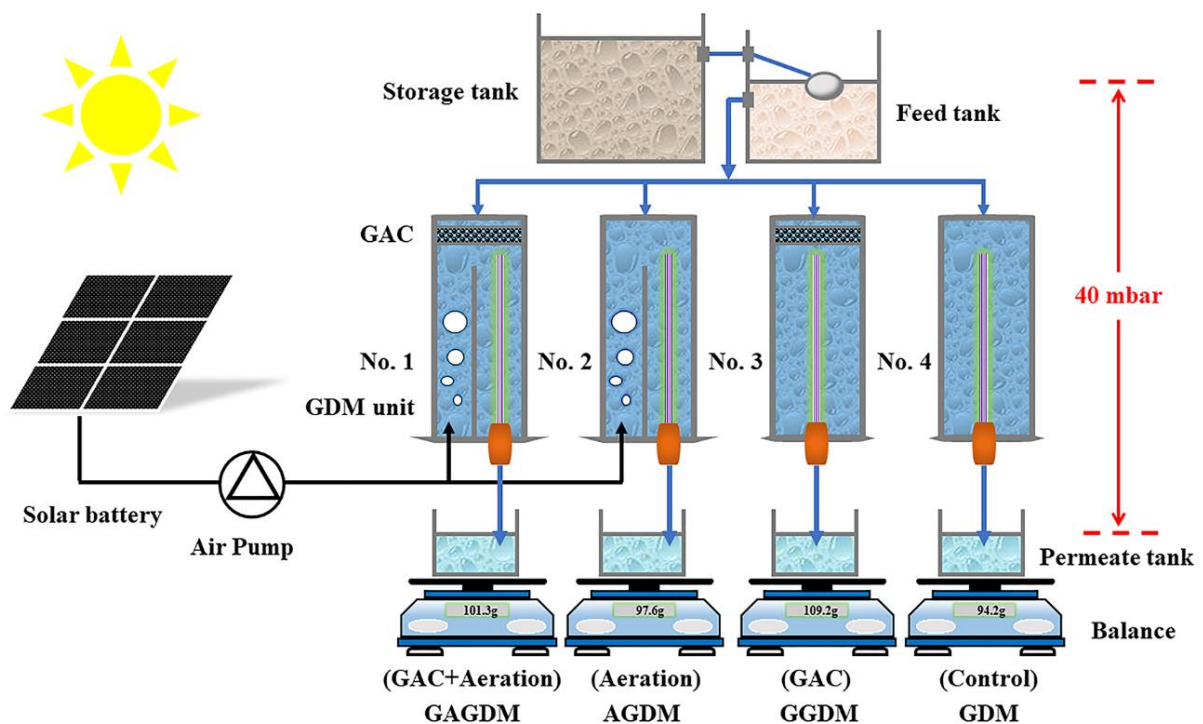 Storage tank
Feed tank
GAC
40 mbar
No. 1
No. 2
No. 3
No. 4
GDM unit
Solar battery
Air Pump
Permeate tank
101.3g
97.6g
109.2g
94.2g
Balance
(GAC+Aeration)
GAGDM
(Aeration)
AGDM
(GAC)
GGDM
(Control)
GDM